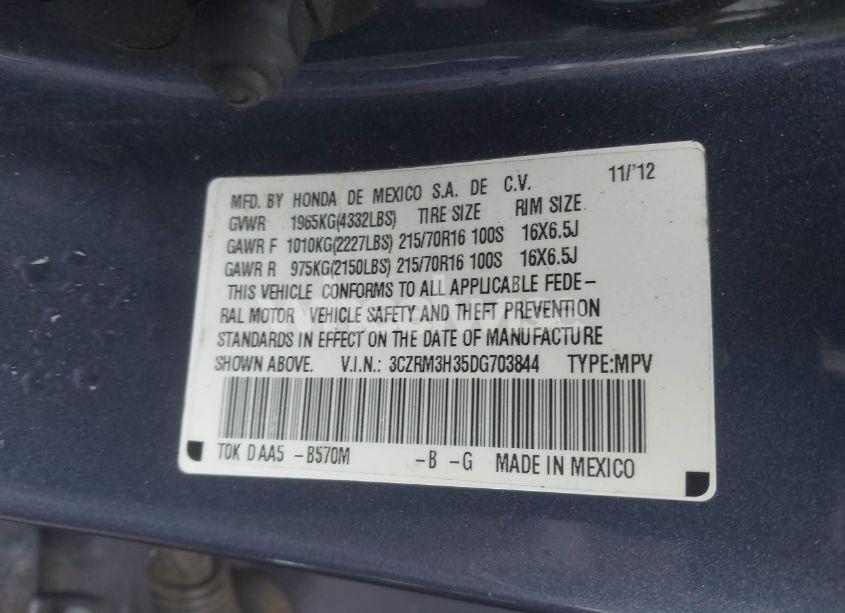 MFD. BY HONDA DE MEXICO S.A. DE C.V. 11/'12
GVWR 1965KG(4332LBS) TIRE SIZE RIM SIZE
GAWR F 1010KG(2227LBS) 215/70R16 100S 16X6.5J
GAWR R 975KG(2150LBS) 215/70R16 100S 16X6.5J
THIS VEHICLE CONFORMS TO ALL APPLICABLE FEDE-
RAL MOTOR VEHICLE SAFETY AND THEFT PREVENTION
STANDARDS IN EFFECT ON THE DATE OF MANUFACTURE
SHOWN ABOVE. V.I.N.: 3CZRM3H35DG703844 TYPE:MPV
TOK DAA5 -B570M -B -G MADE IN MEXICO